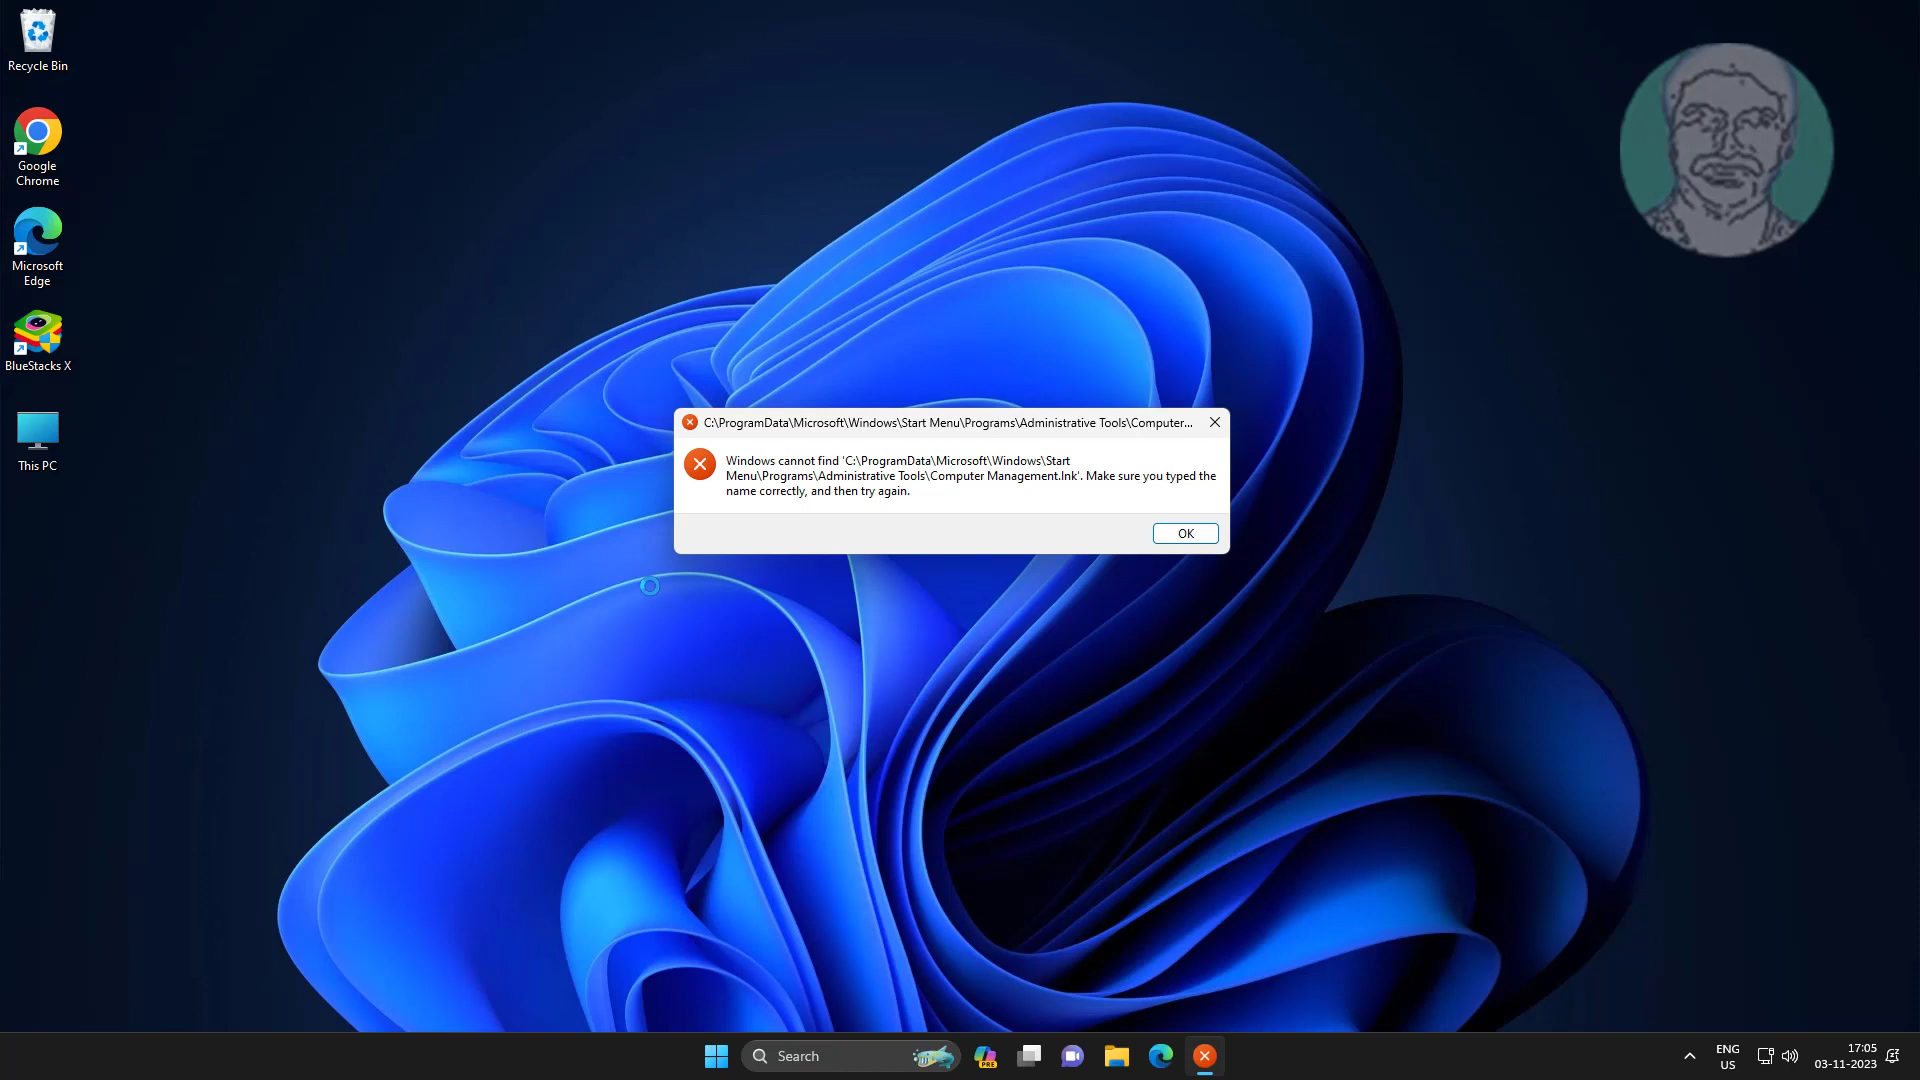 Recycle Bin
Google
Chrome
Microsoft
Edge
BlueStacks X
This PC
C:\ProgramData\Microsoft\Windows\Start Menu\Programs\Administrative Tools\Computer...
Windows cannot find 'C:\ProgramData\Microsoft\Windows\Start
Menu\Programs\Administrative Tools\Computer Management.lnk'. Make sure you typed the
name correctly, and then try again.
OK
Search
PRE
ENG
US
17:05
03-11-2023